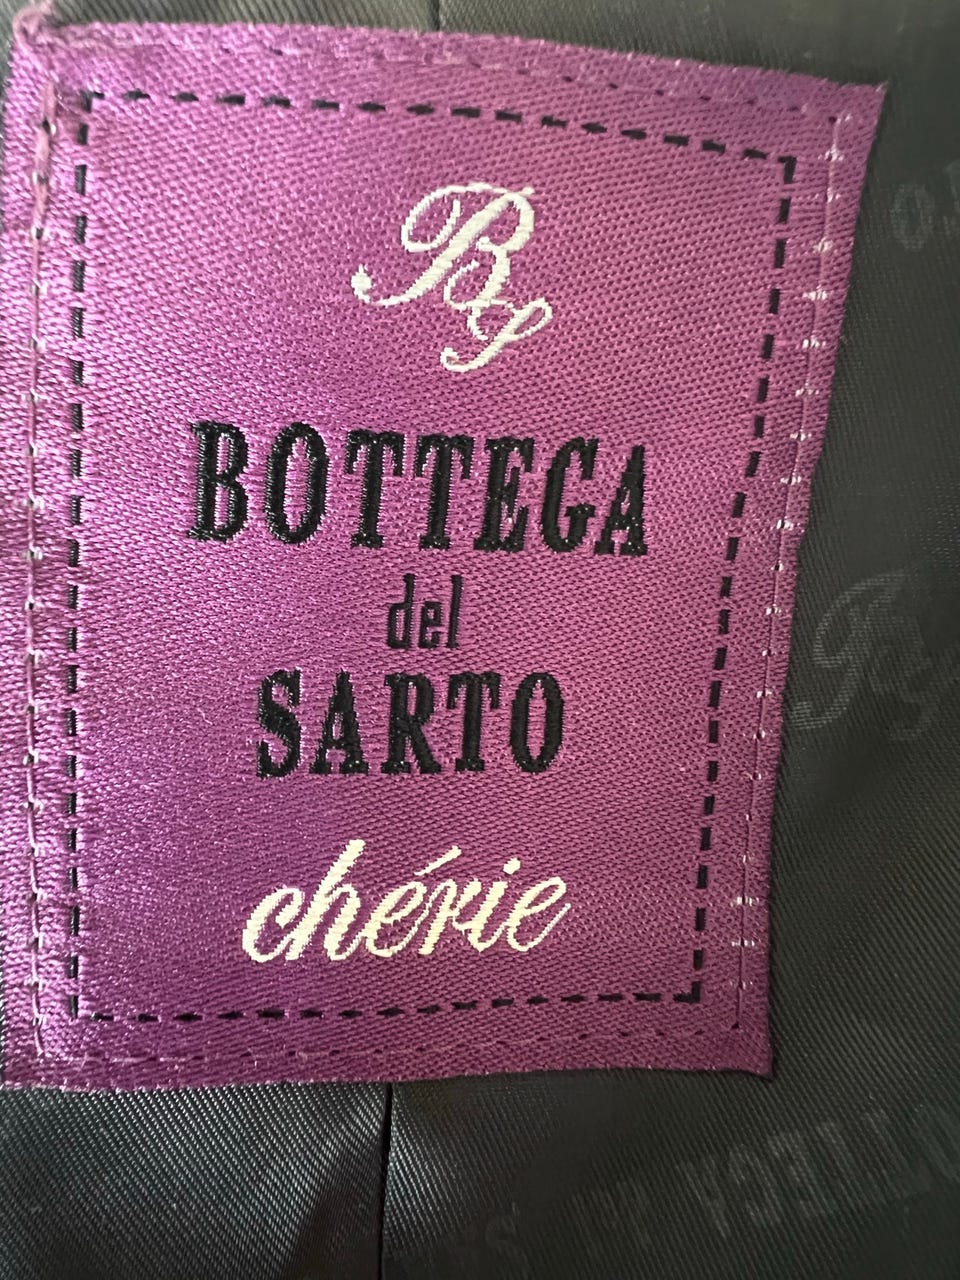 BS
BOTTEGA
del
SARTO
chérie